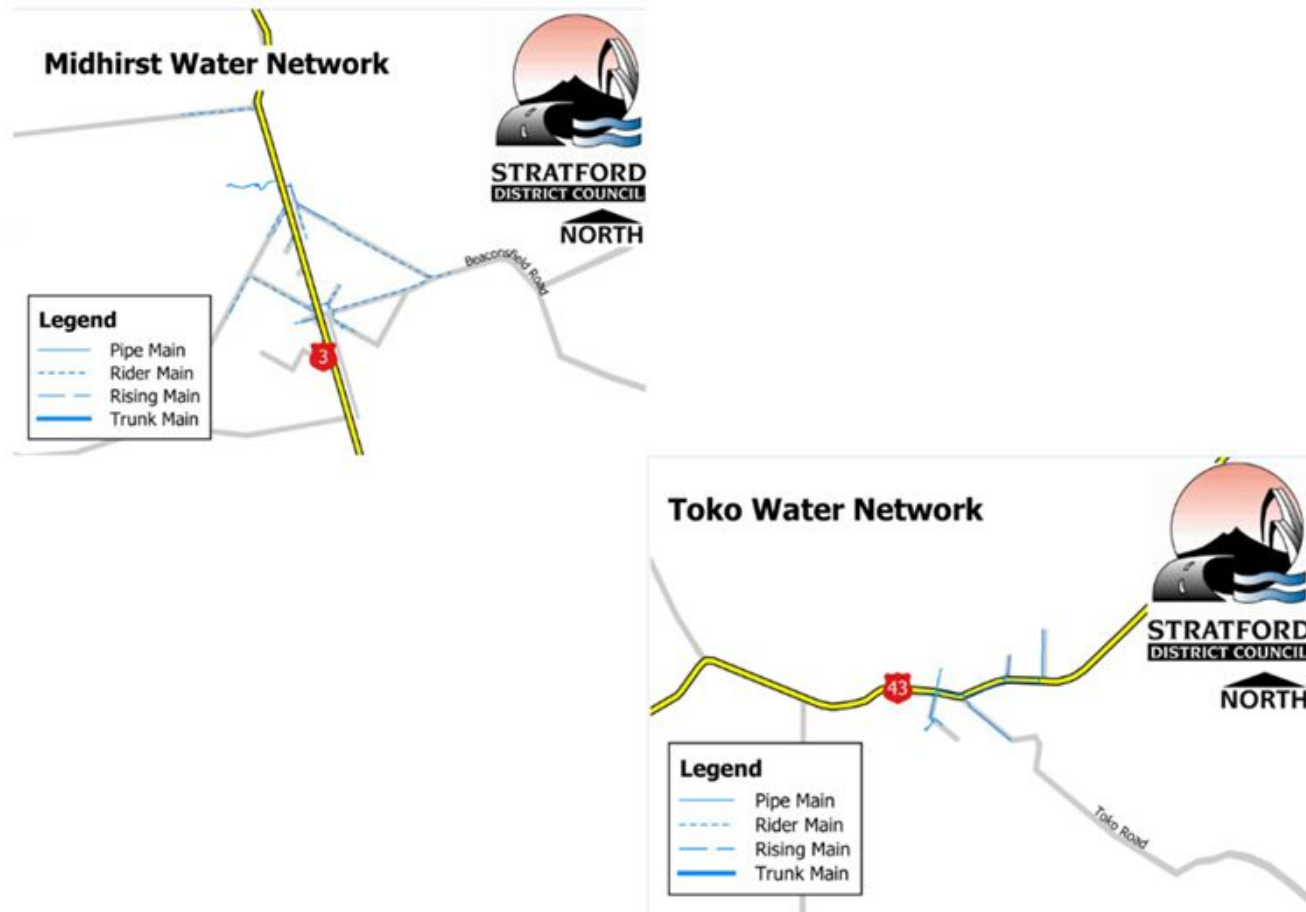 Midhirst Water Network
STRATFORD
DISTRICT COUNCIL
NORTH
Beaconsfield Road
Legend
Pipe Main
Rider Main
Rising Main
Trunk Main
3
Toko Water Network
STRATFORD
DISTRICT COUNCIL
NORTH
43
Legend
Pipe Main
Rider Main
Rising Main
Trunk Main
Toko Road